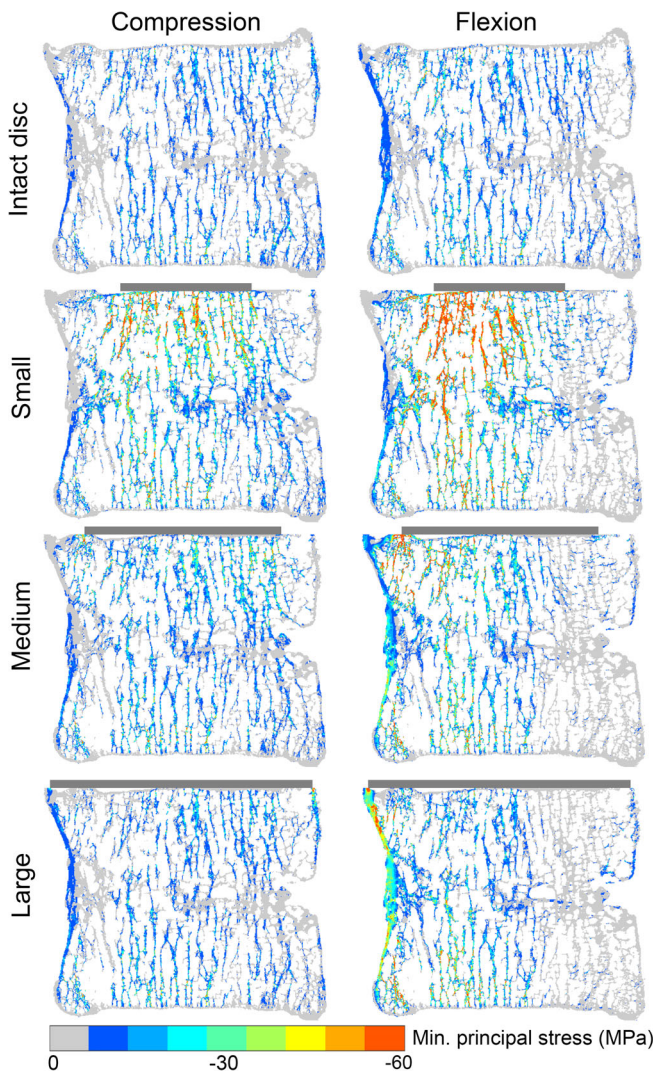 Compression Flexion
Intact disc
Small
Medium
Large
Min. principal stress (MPa)
0 -30 -60